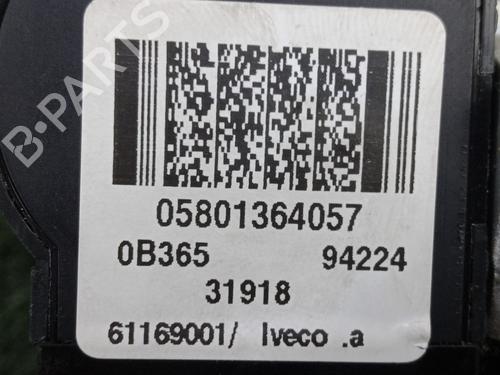 B-PARTS
05801364057
0B365 94224
31918
61169001/ Iveco .a